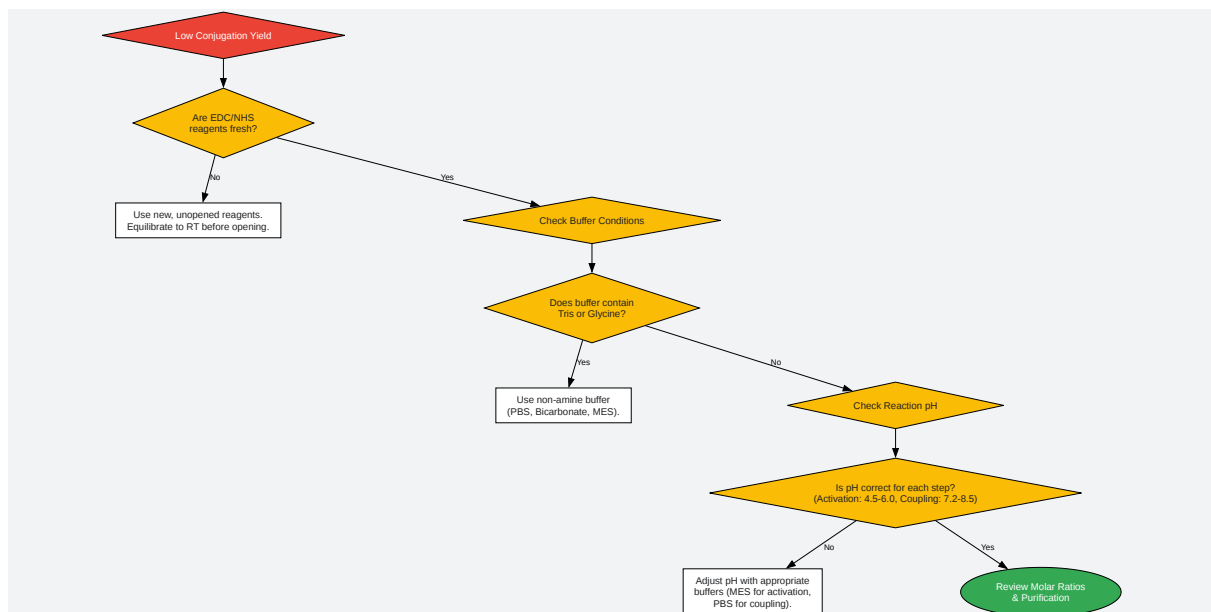 Low Conjugation Yield
Are EDC/NHS
reagents fresh?
No
Yes
Use new, unopened reagents.
Equilibrate to RT before opening.
Check Buffer Conditions
Does buffer contain
Tris or Glycine?
Yes
No
Use non-amine buffer
(PBS, Bicarbonate, MES).
Check Reaction pH
Is pH correct for each step?
(Activation: 4.5-6.0, Coupling: 7.2-8.5)
No
Yes
Adjust pH with appropriate
buffers (MES for activation,
PBS for coupling).
Review Molar Ratios
& Purification